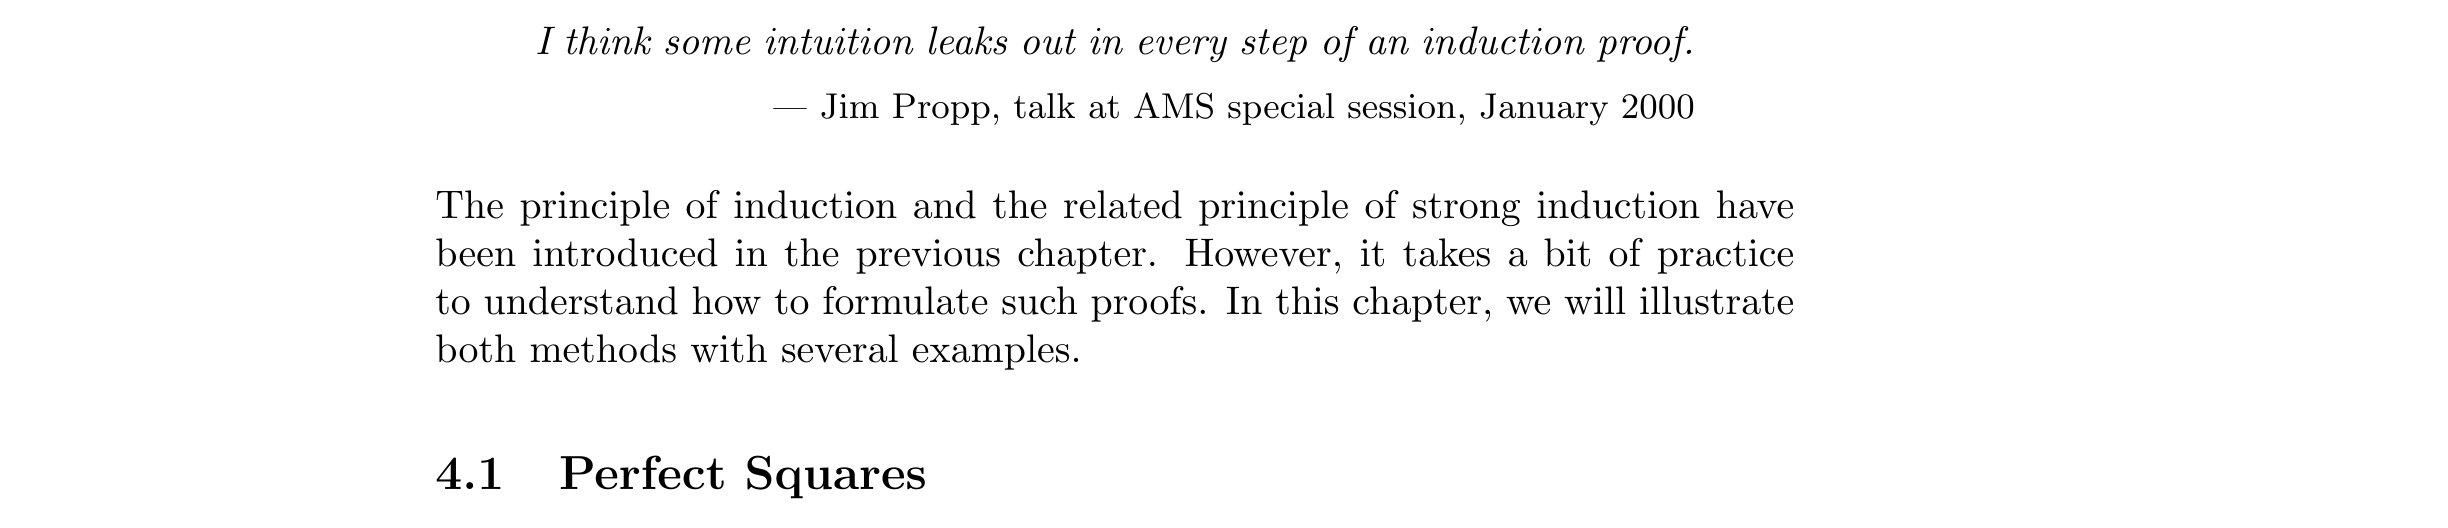 I think some intuition leaks out in every step of an induction proof.
— Jim Propp, talk at AMS special session, January 2000
The principle of induction and the related principle of strong induction have
been introduced in the previous chapter. However, it takes a bit of practice
to understand how to formulate such proofs. In this chapter, we will illustrate
both methods with several examples.
4.1 Perfect Squares